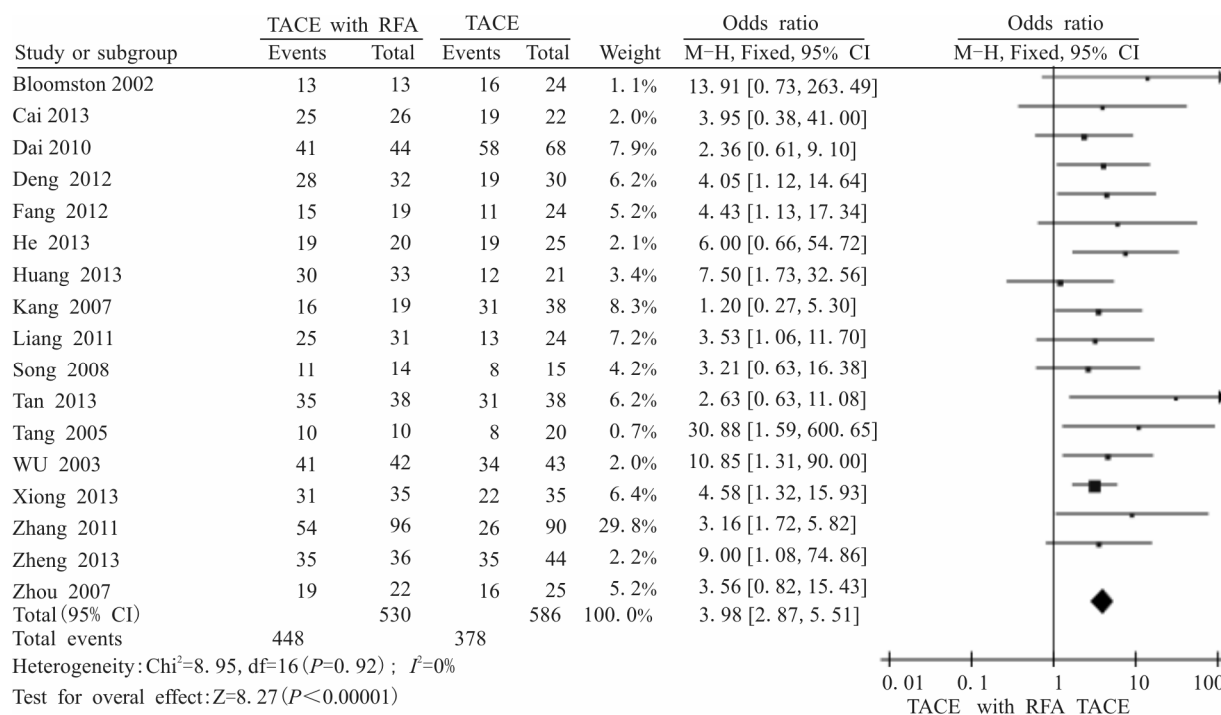 TACE with RFA TACE Odds ratio Odds ratio
Study or subgroup Events Total Events Total Weight M-H, Fixed, 95% CI M-H, Fixed, 95% CI
Bloomston 2002 13 13 16 24 1.1% 13.91 [0.73, 263.49]
Cai 2013 25 26 19 22 2.0% 3.95 [0.38, 41.00]
Dai 2010 41 44 58 68 7.9% 2.36 [0.61, 9.10]
Deng 2012 28 32 19 30 6.2% 4.05 [1.12, 14.64]
Fang 2012 15 19 11 24 5.2% 4.43 [1.13, 17.34]
He 2013 19 20 19 25 2.1% 6.00 [0.66, 54.72]
Huang 2013 30 33 12 21 3.4% 7.50 [1.73, 32.56]
Kang 2007 16 19 31 38 8.3% 1.20 [0.27, 5.30]
Liang 2011 25 31 13 24 7.2% 3.53 [1.06, 11.70]
Song 2008 11 14 8 15 4.2% 3.21 [0.63, 16.38]
Tan 2013 35 38 31 38 6.2% 2.63 [0.63, 11.08]
Tang 2005 10 10 8 20 0.7% 30.88 [1.59, 600.65]
WU 2003 41 42 34 43 2.0% 10.85 [1.31, 90.00]
Xiong 2013 31 35 22 35 6.4% 4.58 [1.32, 15.93]
Zhang 2011 54 96 26 90 29.8% 3.16 [1.72, 5.82]
Zheng 2013 35 36 35 44 2.2% 9.00 [1.08, 74.86]
Zhou 2007 19 22 16 25 5.2% 3.56 [0.82, 15.43]
Total (95% CI) 530 586 100.0% 3.98 [2.87, 5.51]
Total events 448 378
Heterogeneity: Chi²=8.95, df=16 (P=0.92) ; I²=0%
Test for overal effect: Z=8.27 (P<0.00001)
0.01 0.1 1 10 100
TACE with RFA TACE